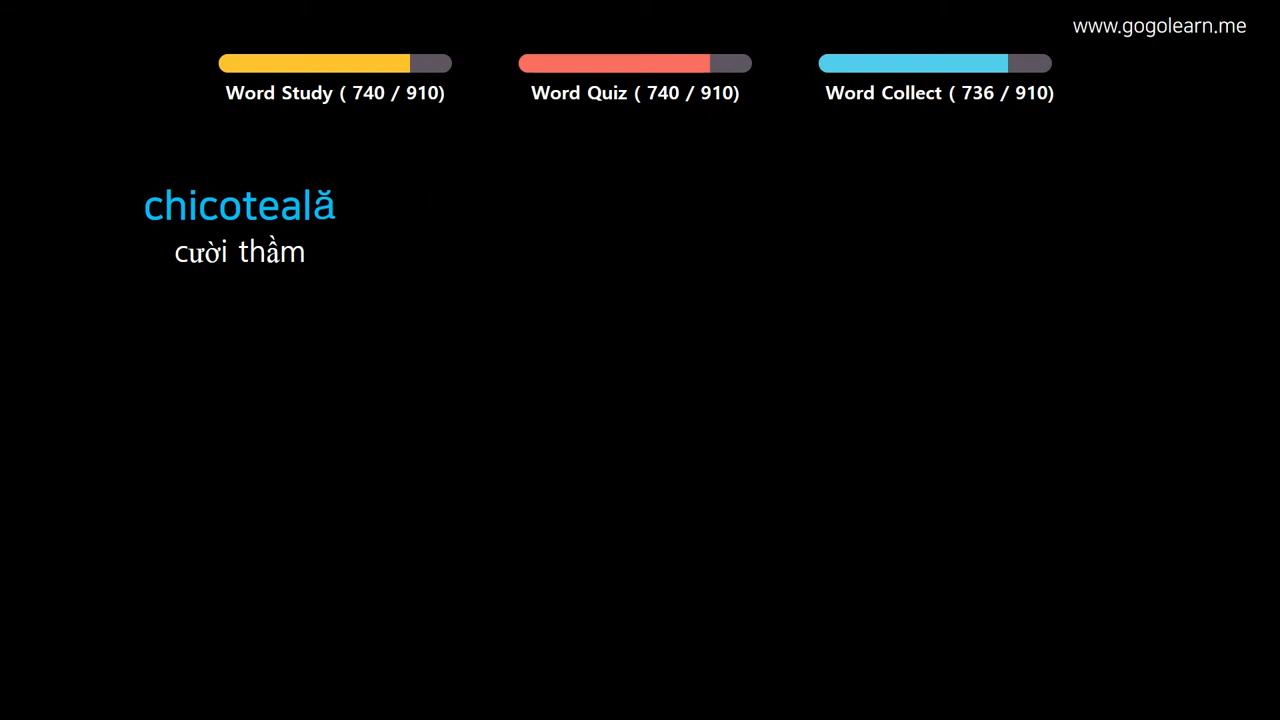 www.gogolearn.me
Word Study ( 740 / 910)
Word Quiz ( 740 / 910)
Word Collect ( 736 / 910)
chicoteală
cười thầm